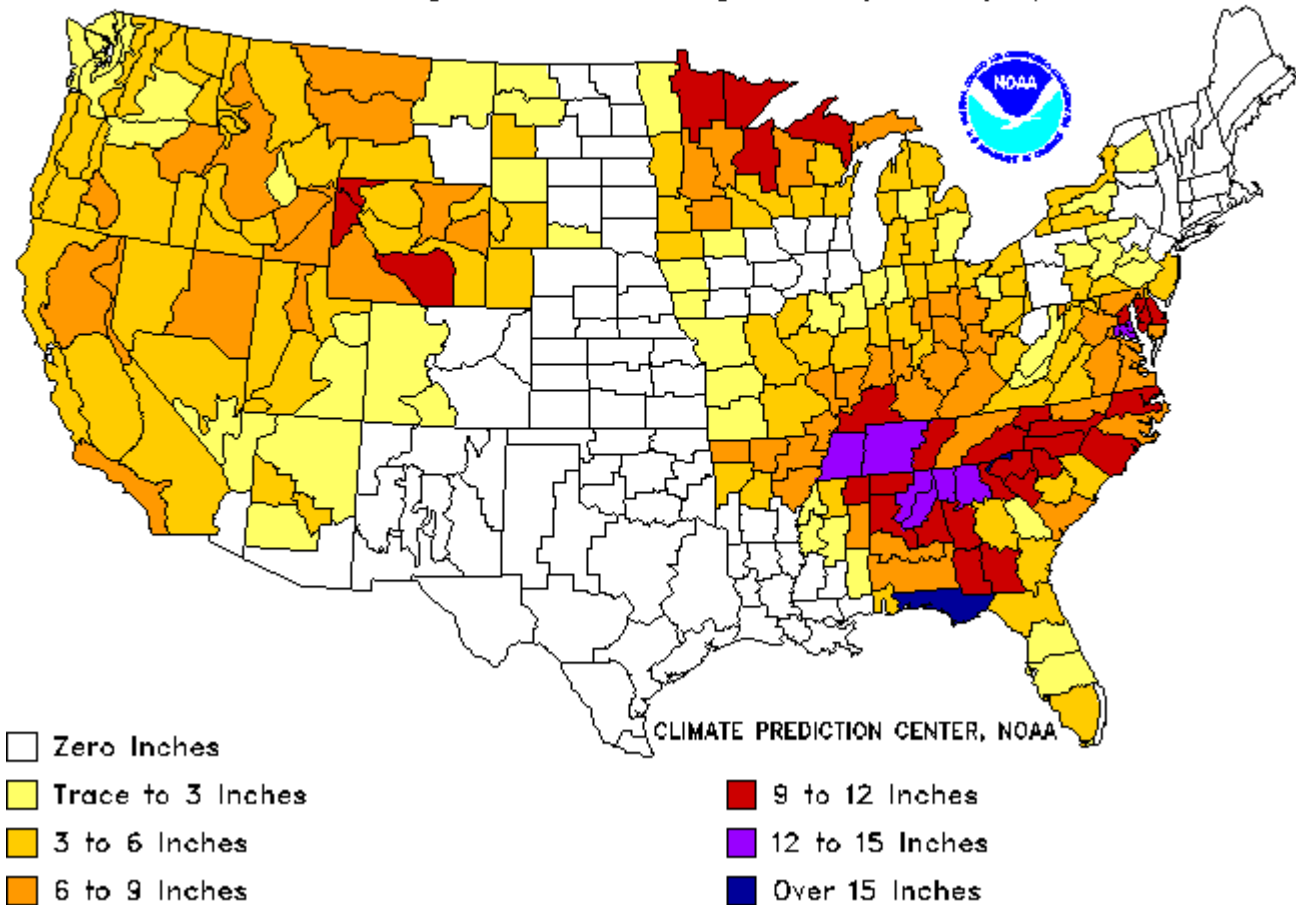 NOAA
CLIMATE PREDICTION CENTER, NOAA
Zero Inches
Trace to 3 Inches
3 to 6 Inches
6 to 9 Inches
9 to 12 Inches
12 to 15 Inches
Over 15 Inches